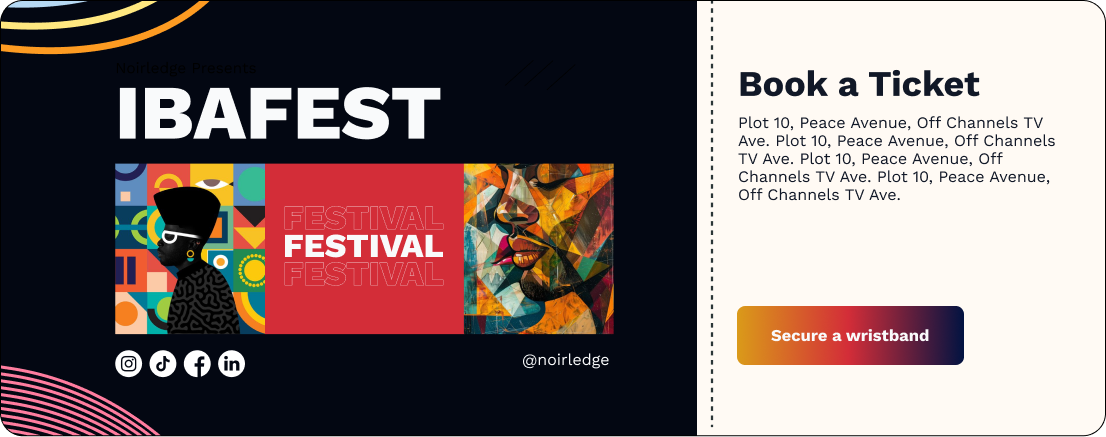 Noirledge Presents
IBAFEST
FESTIVAL
FESTIVAL
FESTIVAL
@noirledge
Book a Ticket
Plot 10, Peace Avenue, Off Channels TV
Ave. Plot 10, Peace Avenue, Off Channels
TV Ave. Plot 10, Peace Avenue, Off
Channels TV Ave. Plot 10, Peace Avenue,
Off Channels TV Ave.
Secure a wristband